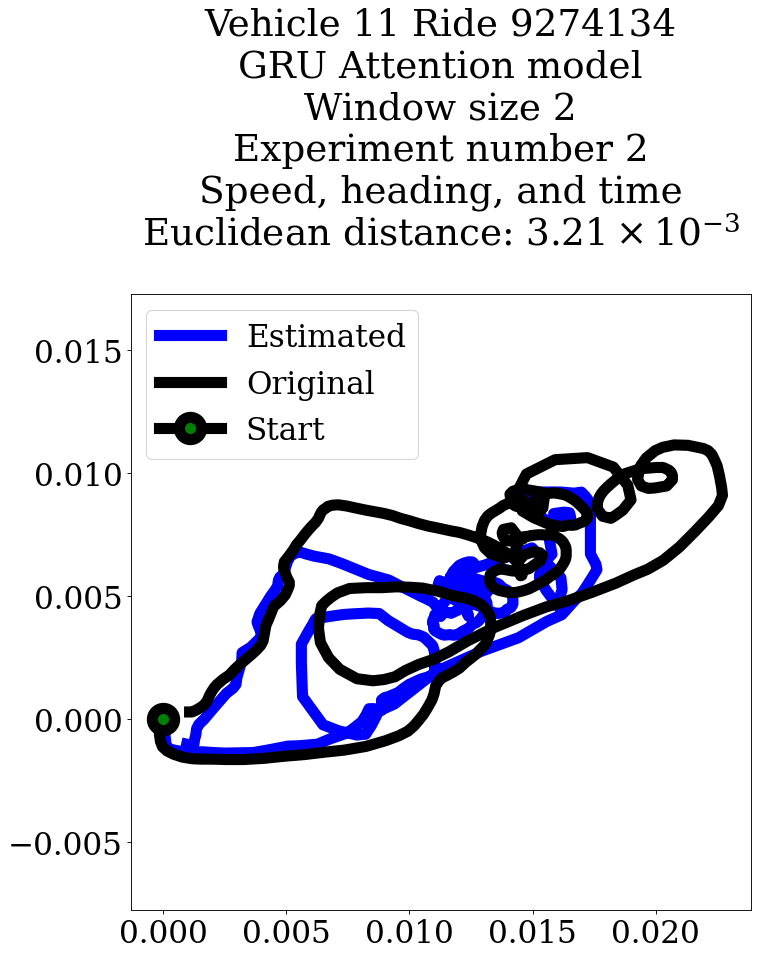 Vehicle 11 Ride 9274134
GRU Attention model
Window size 2
Experiment number 2
Speed, heading, and time
Euclidean distance: 3.21 × 10⁻³
Estimated
Original
Start
0.015
0.010
0.005
0.000
−0.005
0.000 0.005 0.010 0.015 0.020